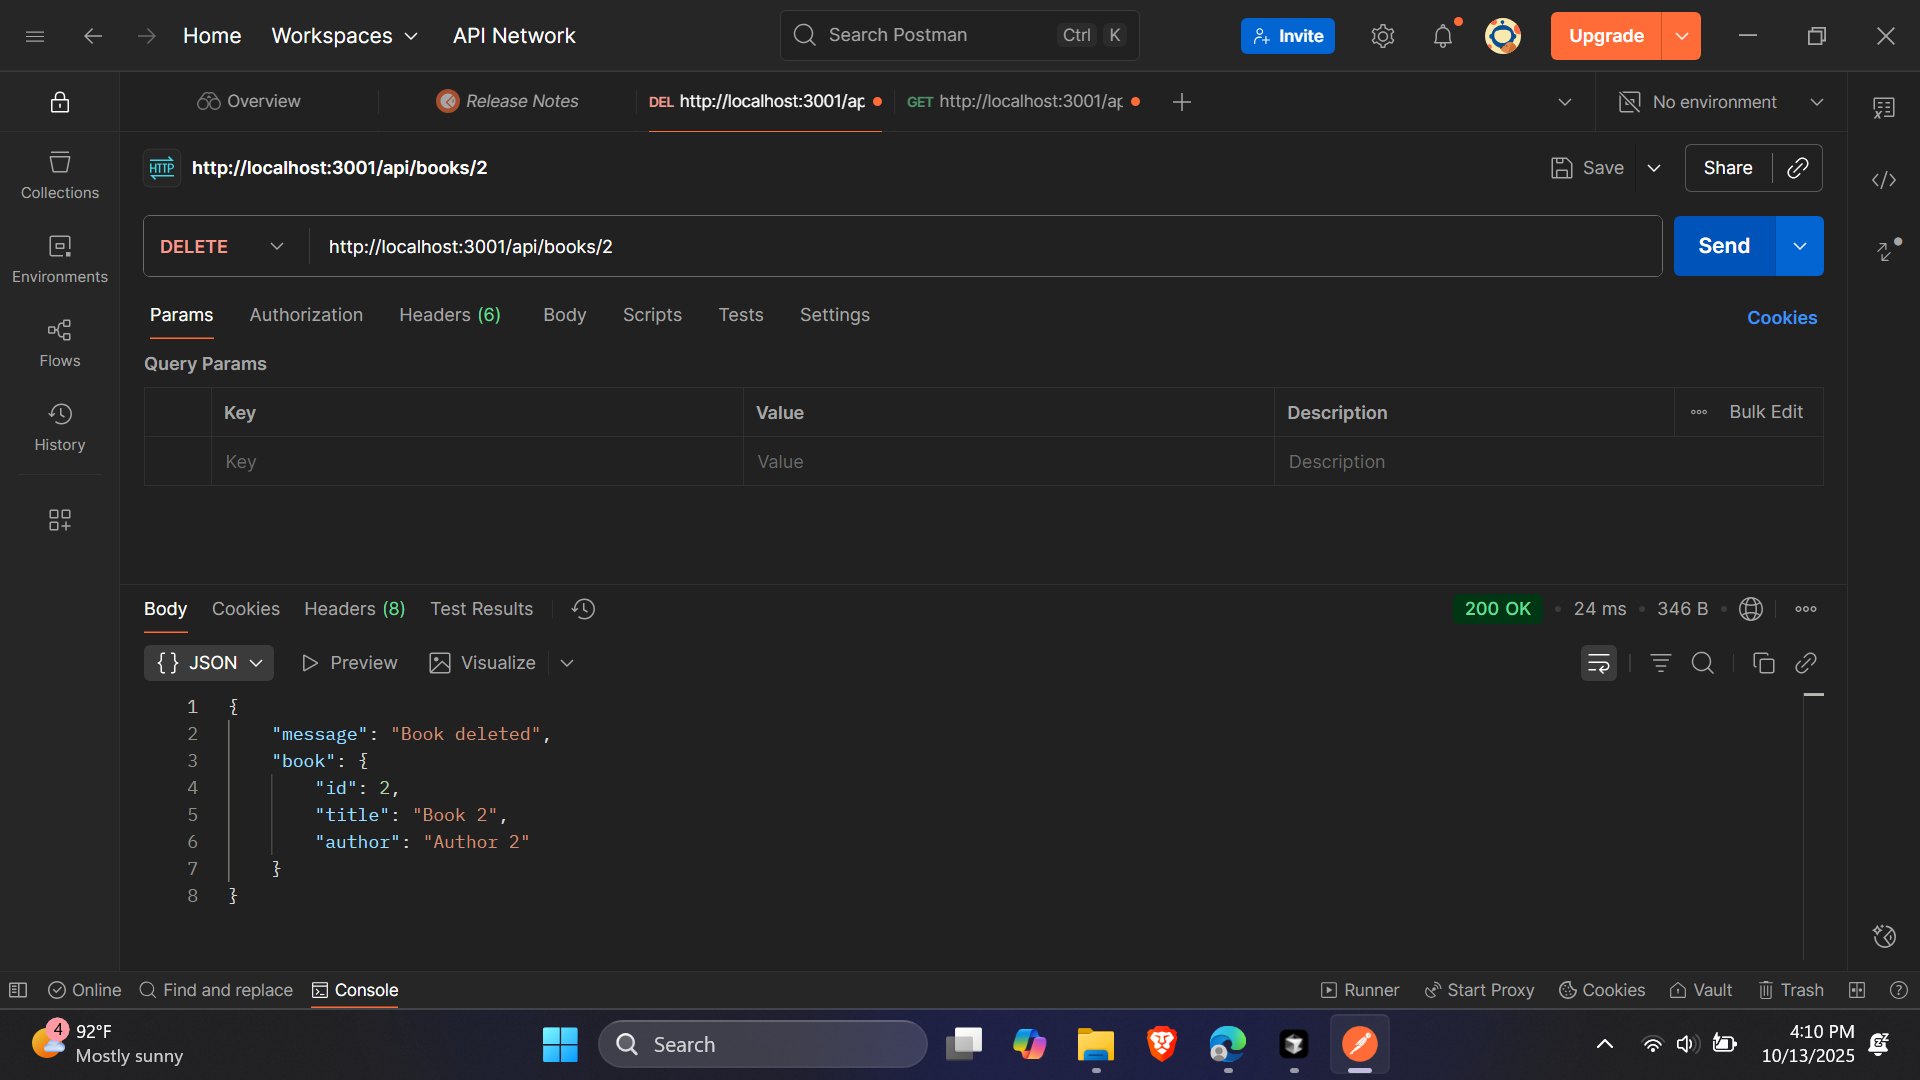 Home Workspaces API Network Search Postman Ctrl K Invite Upgrade
Overview Release Notes DEL http://localhost:3001/ap GET http://localhost:3001/ap No environment
HTTP http://localhost:3001/api/books/2 Save Share
Collections
DELETE http://localhost:3001/api/books/2 Send
Environments
Params Authorization Headers (6) Body Scripts Tests Settings Cookies
Flows
Query Params
Key Value Description Bulk Edit
History
Key Value Description
Body Cookies Headers (8) Test Results 200 OK 24 ms 346 B
{} JSON Preview Visualize
1 {
2 "message": "Book deleted",
3 "book": {
4 "id": 2,
5 "title": "Book 2",
6 "author": "Author 2"
7 }
8 }
Online Find and replace Console Runner Start Proxy Cookies Vault Trash
4 92°F
Mostly sunny
Search
4:10 PM
10/13/2025